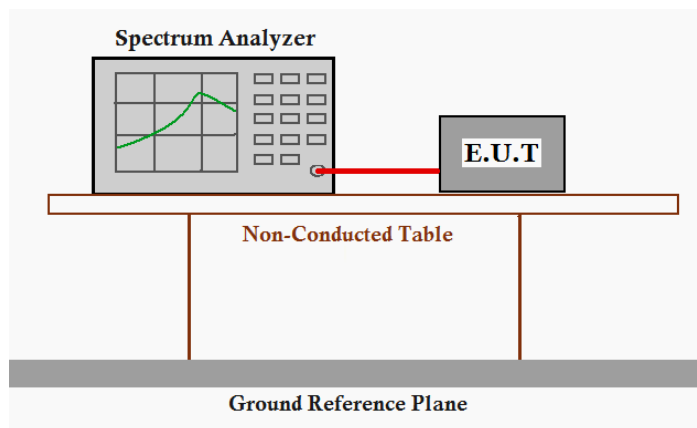 Spectrum Analyzer
E.U.T
Non-Conducted Table
Ground Reference Plane